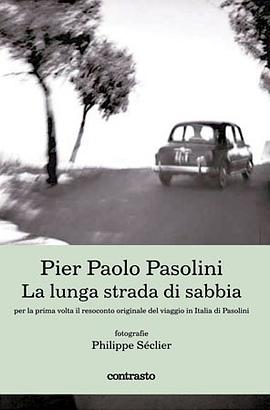 Pier Paolo Pasolini
La lunga strada di sabbia
per la prima volta il resoconto originale del viaggio in Italia di Pasolini
fotografie
Philippe Séclier
contrasto